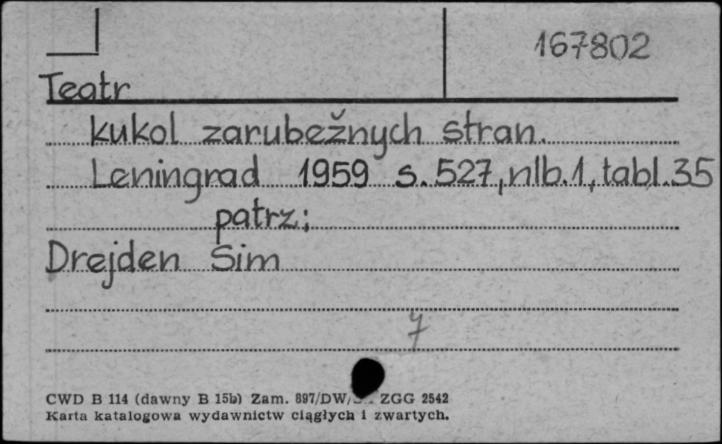 167802
Teatr
kukol zarubežnych stran.
Leningrad 1959 s. 527, nlb. 1, tabl. 35
patrz;
Drejden Sim
CWD B 114 (dawny B 15b) Zam. 897/DW/ ZGG 2542
Karta katalogowa wydawnictw ciągłych i zwartych.